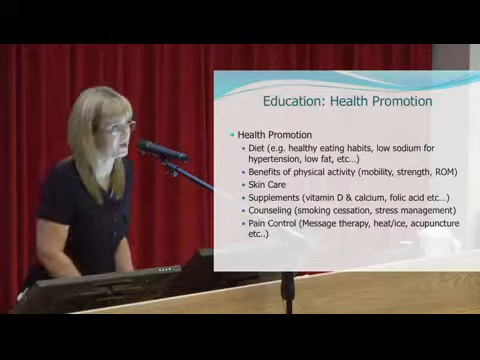 Education: Health Promotion
Health Promotion
Diet (e.g. healthy eating habits, low sodium for
hypertension, low fat, etc…)
Benefits of physical activity (mobility, strength, ROM)
Skin Care
Supplements (vitamin D & calcium, folic acid etc…)
Counseling (smoking cessation, stress management)
Pain Control (Message therapy, heat/ice, acupuncture
etc..)